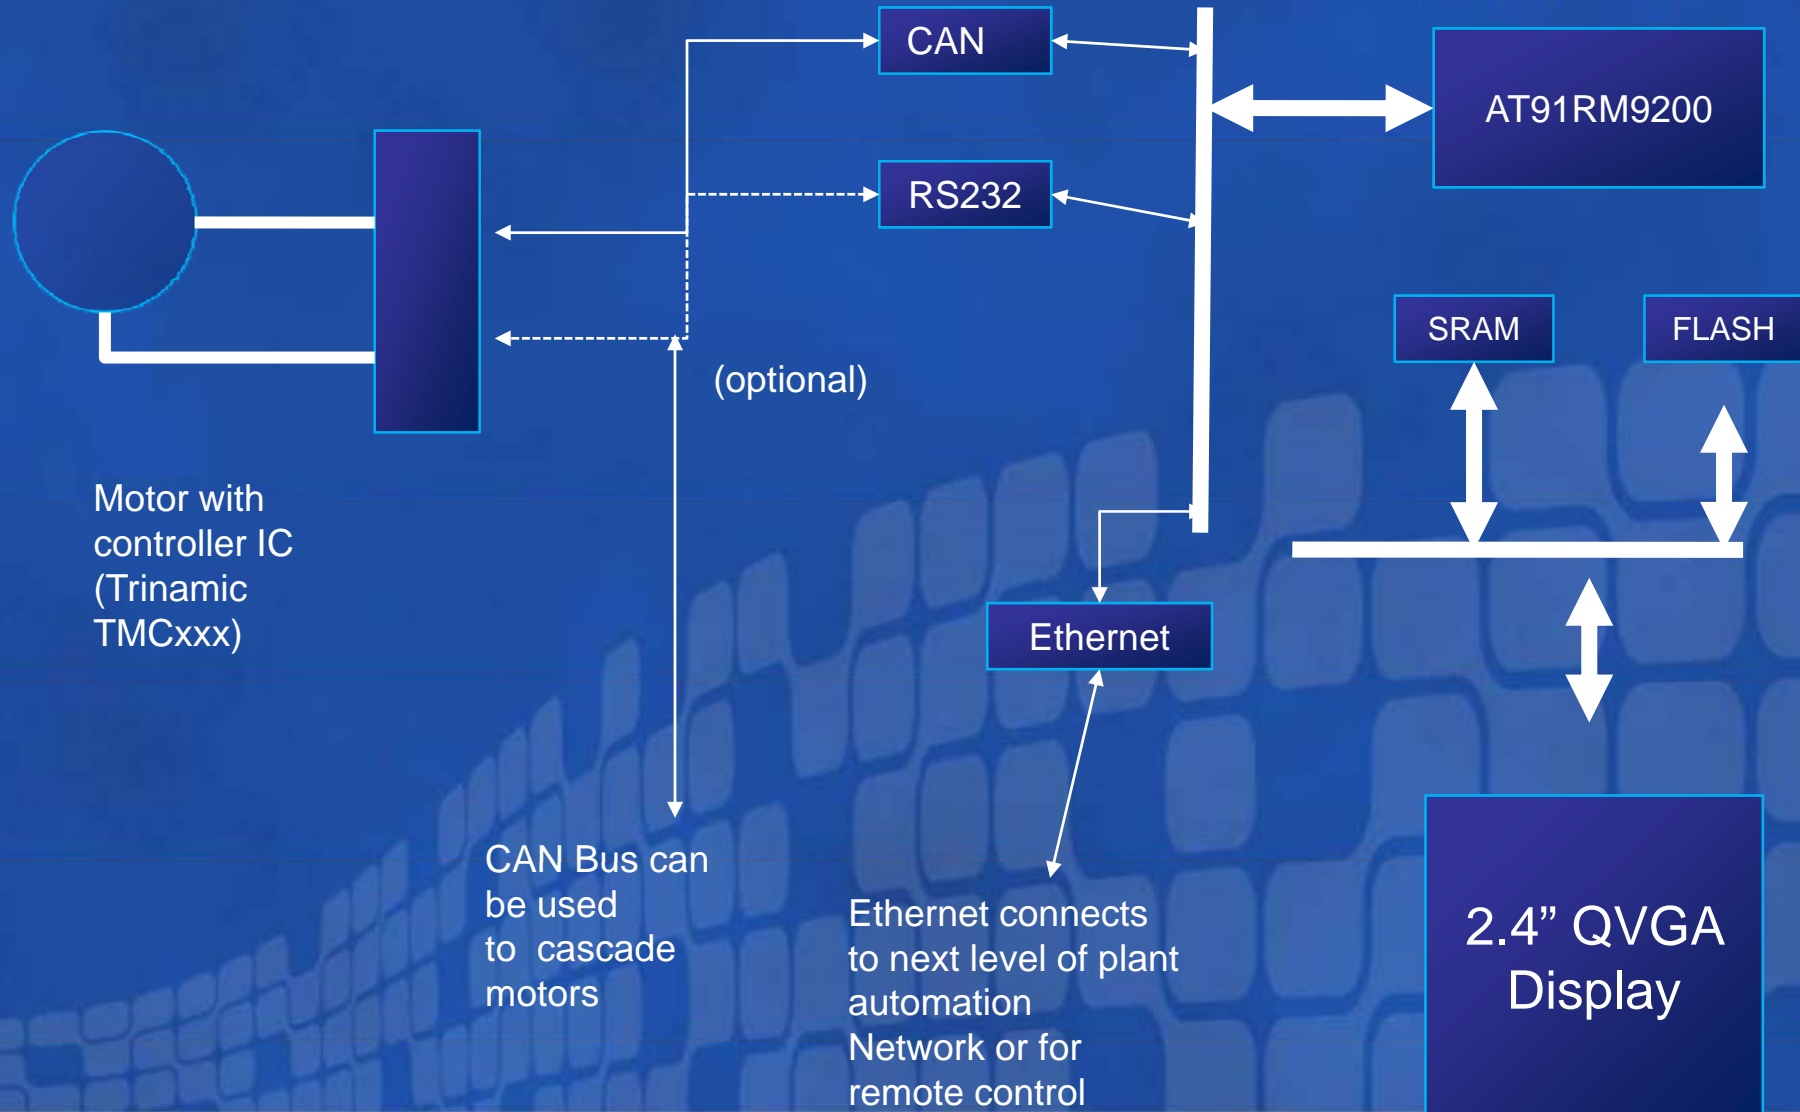 CAN
AT91RM9200
RS232
SRAM
FLASH
(optional)
Motor with
controller IC
(Trinamic
TMCxxx)
Ethernet
CAN Bus can
be used
to  cascade
motors
Ethernet connects
to next level of plant
automation
Network or for
remote control
2.4” QVGA
Display